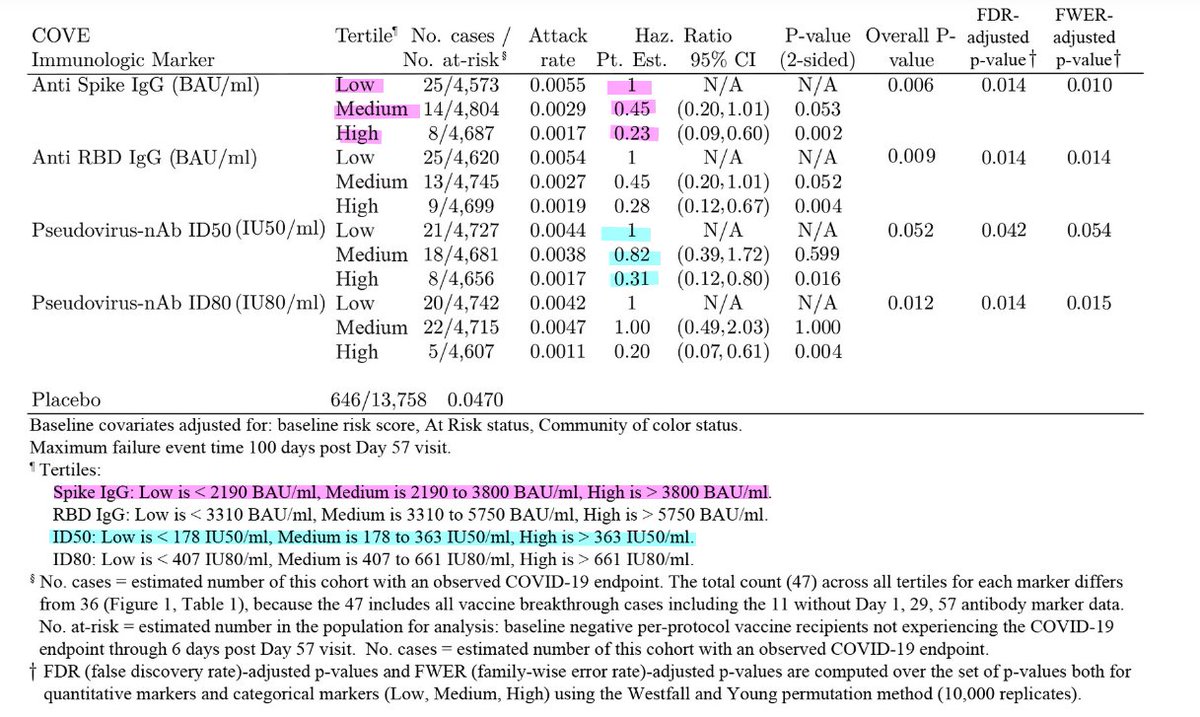 FDR- FWER-
COVE Tertile¶ No. cases / Attack Haz. Ratio P-value Overall P- adjusted adjusted
Immunologic Marker No. at-risk§ rate Pt. Est. 95% CI (2-sided) value p-value† p-value†
Anti Spike IgG (BAU/ml) Low 25/4,573 0.0055 1 N/A N/A 0.006 0.014 0.010
Medium 14/4,804 0.0029 0.45 (0.20,1.01) 0.053
High 8/4,687 0.0017 0.23 (0.09,0.60) 0.002
Anti RBD IgG (BAU/ml) Low 25/4,620 0.0054 1 N/A N/A 0.009 0.014 0.014
Medium 13/4,745 0.0027 0.45 (0.20,1.01) 0.052
High 9/4,699 0.0019 0.28 (0.12,0.67) 0.004
Pseudovirus-nAb ID50 (IU50/ml) Low 21/4,727 0.0044 1 N/A N/A 0.052 0.042 0.054
Medium 18/4,681 0.0038 0.82 (0.39,1.72) 0.599
High 8/4,656 0.0017 0.31 (0.12,0.80) 0.016
Pseudovirus-nAb ID80 (IU80/ml) Low 20/4,742 0.0042 1 N/A N/A 0.012 0.014 0.015
Medium 22/4,715 0.0047 1.00 (0.49,2.03) 1.000
High 5/4,607 0.0011 0.20 (0.07,0.61) 0.004
Placebo 646/13,758 0.0470
Baseline covariates adjusted for: baseline risk score, At Risk status, Community of color status.
Maximum failure event time 100 days post Day 57 visit.
¶ Tertiles:
Spike IgG: Low is < 2190 BAU/ml, Medium is 2190 to 3800 BAU/ml, High is > 3800 BAU/ml.
RBD IgG: Low is < 3310 BAU/ml, Medium is 3310 to 5750 BAU/ml, High is > 5750 BAU/ml.
ID50: Low is < 178 IU50/ml, Medium is 178 to 363 IU50/ml, High is > 363 IU50/ml.
ID80: Low is < 407 IU80/ml, Medium is 407 to 661 IU80/ml, High is > 661 IU80/ml.
§ No. cases = estimated number of this cohort with an observed COVID-19 endpoint. The total count (47) across all tertiles for each marker differs
from 36 (Figure 1, Table 1), because the 47 includes all vaccine breakthrough cases including the 11 without Day 1, 29, 57 antibody marker data.
No. at-risk = estimated number in the population for analysis: baseline negative per-protocol vaccine recipients not experiencing the COVID-19
endpoint through 6 days post Day 57 visit. No. cases = estimated number of this cohort with an observed COVID-19 endpoint.
† FDR (false discovery rate)-adjusted p-values and FWER (family-wise error rate)-adjusted p-values are computed over the set of p-values both for
quantitative markers and categorical markers (Low, Medium, High) using the Westfall and Young permutation method (10,000 replicates).